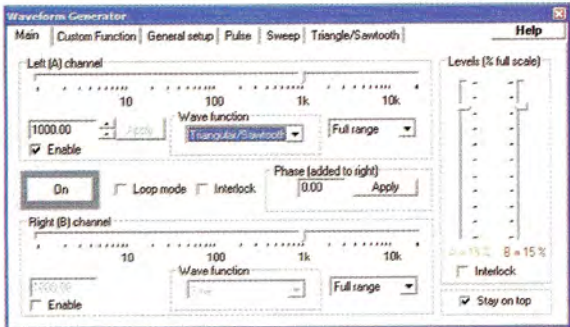 Waveform Generator
Main Custom Function General setup Pulse Sweep Triangle/Sawtooth Help
Left (A) channel
10 100 1k 10k
1000.00 Apply
Wave function
Triangular/Sawtooth
Full range
Enable
On
Loop mode
Interlock
Phase (added to right)
0.00 Apply
Right (B) channel
10 100 1k 10k
Wave function
Full range
Enable
Levels (% full scale)
B = 15 %
Interlock
Stay on top